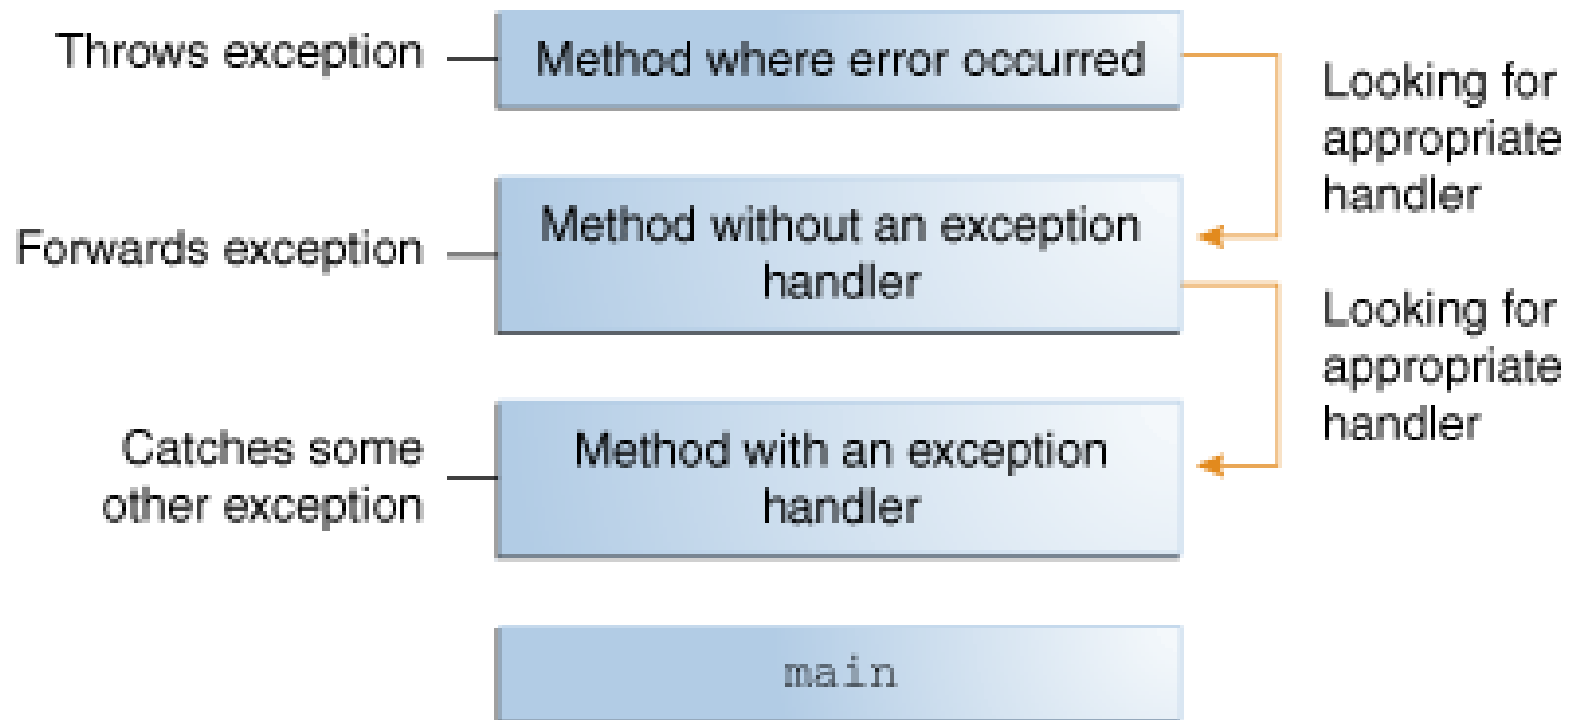 Throws exception
Method where error occurred
Looking for
appropriate
handler
Forwards exception
Method without an exception
handler
Looking for
appropriate
handler
Catches some
other exception
Method with an exception
handler
main